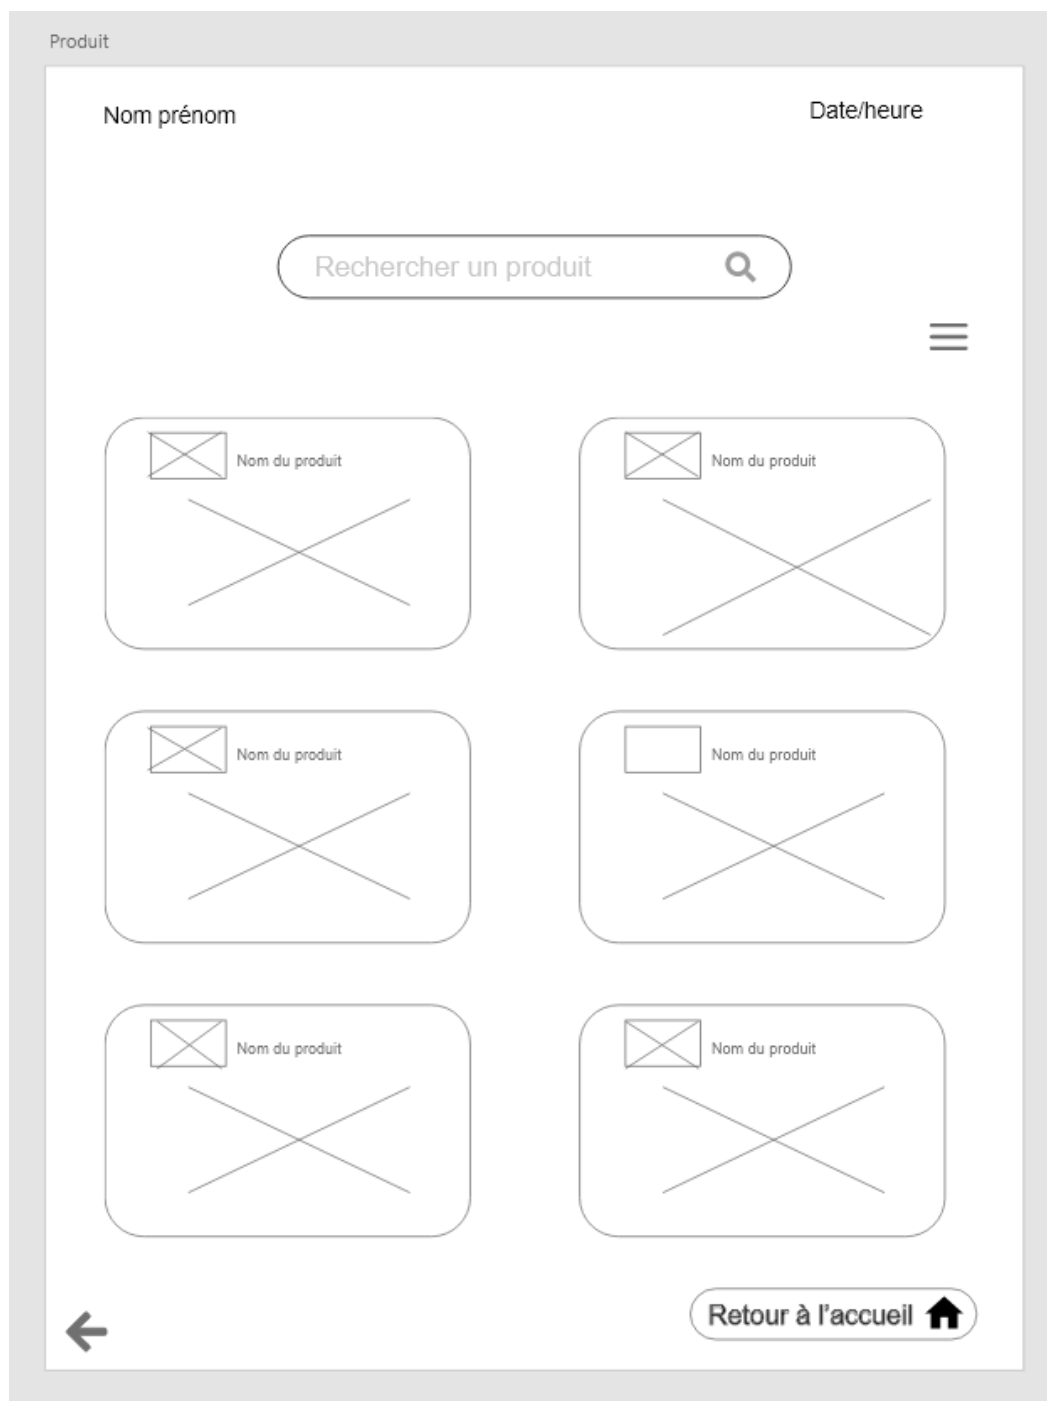 Produit
Nom prénom
Date/heure
Rechercher un produit
Nom du produit
Nom du produit
Nom du produit
Nom du produit
Nom du produit
Nom du produit
Retour à l'accueil